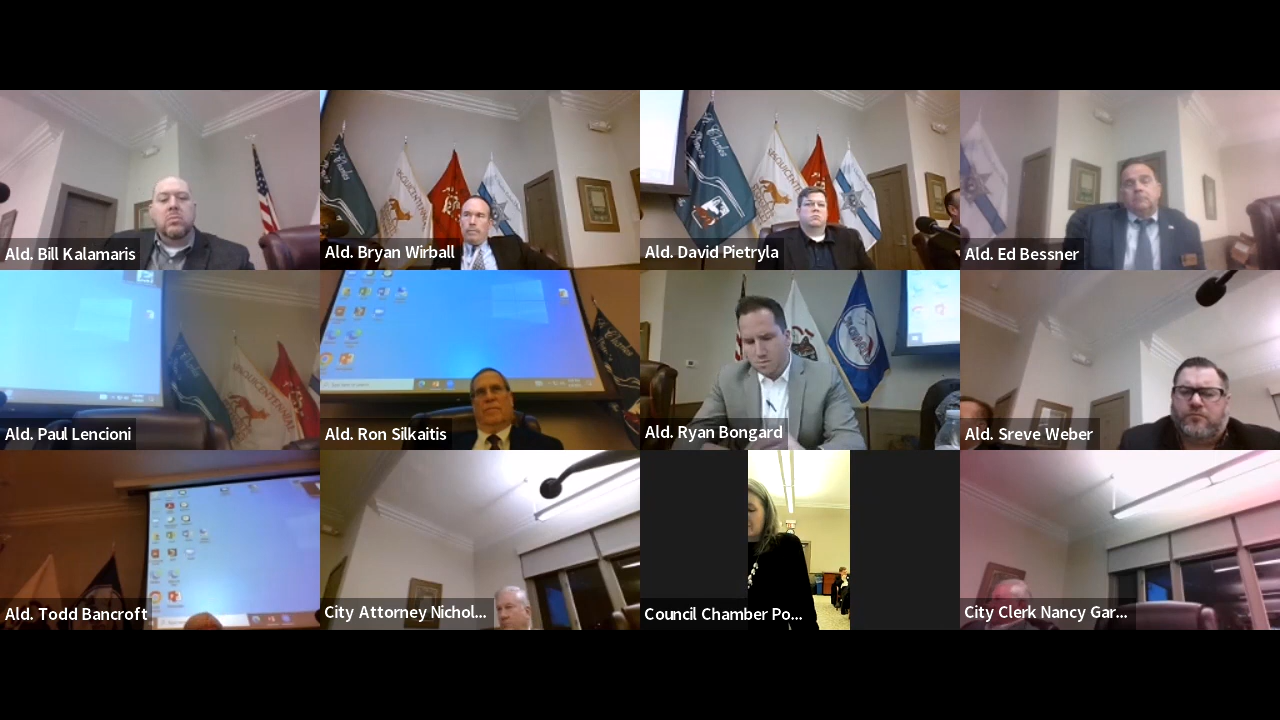 Ald. Bill Kalamaris
Ald. Bryan Wirball
Ald. David Pietryla
Ald. Ed Bessner
Ald. Paul Lencioni
Ald. Ron Silkaitis
Ald. Ryan Bongard
Ald. Sreve Weber
Ald. Todd Bancroft
City Attorney Nichol...
Council Chamber Po...
City Clerk Nancy Gar...